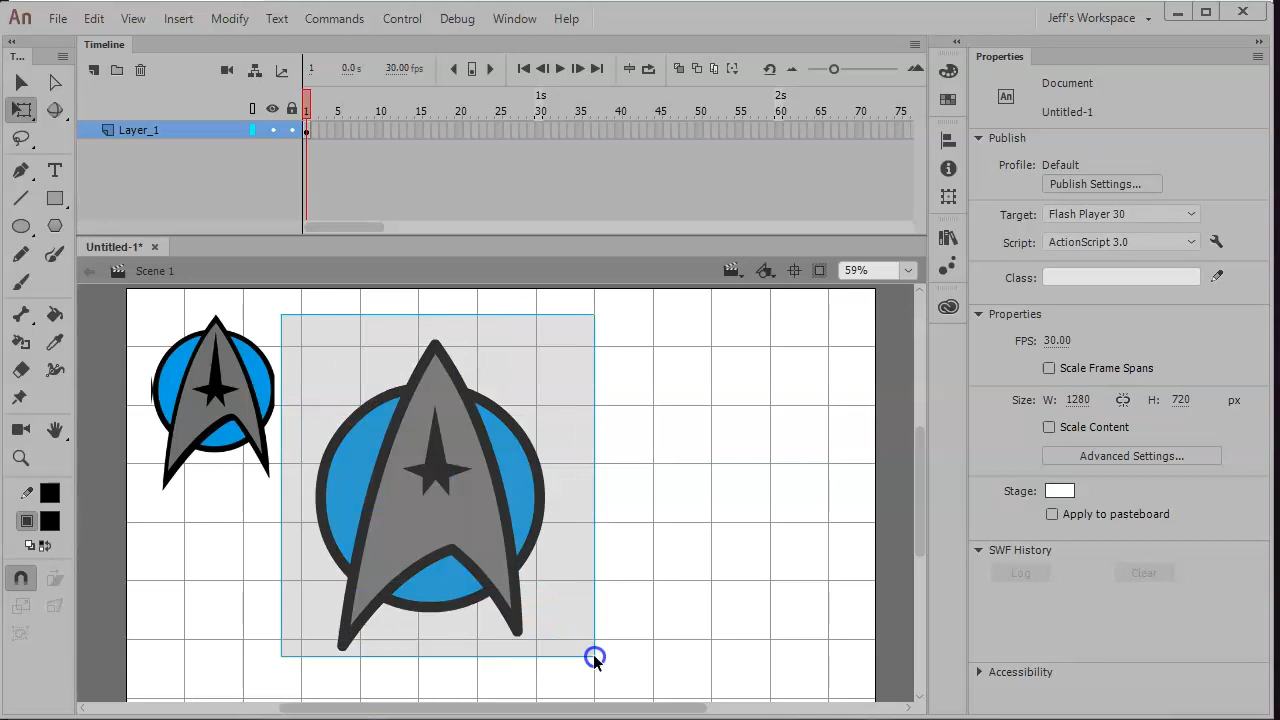 An File Edit View Insert Modify Text Commands Control Debug Window Help Jeff's Workspace
Timeline
1 0.0 s 30.00 fps
1s 2s
1 5 10 15 20 25 30 35 40 45 50 55 60 65 70 75
Layer_1
Untitled-1*
Scene 1
59%
T...
T
Properties
An
Document
Untitled-1
Publish
Profile: Default
Publish Settings...
Target: Flash Player 30
Script: ActionScript 3.0
Class:
Properties
FPS: 30.00
Scale Frame Spans
Size: W: 1280 H: 720 px
Scale Content
Advanced Settings...
Stage:
Apply to pasteboard
SWF History
Log Clear
Accessibility